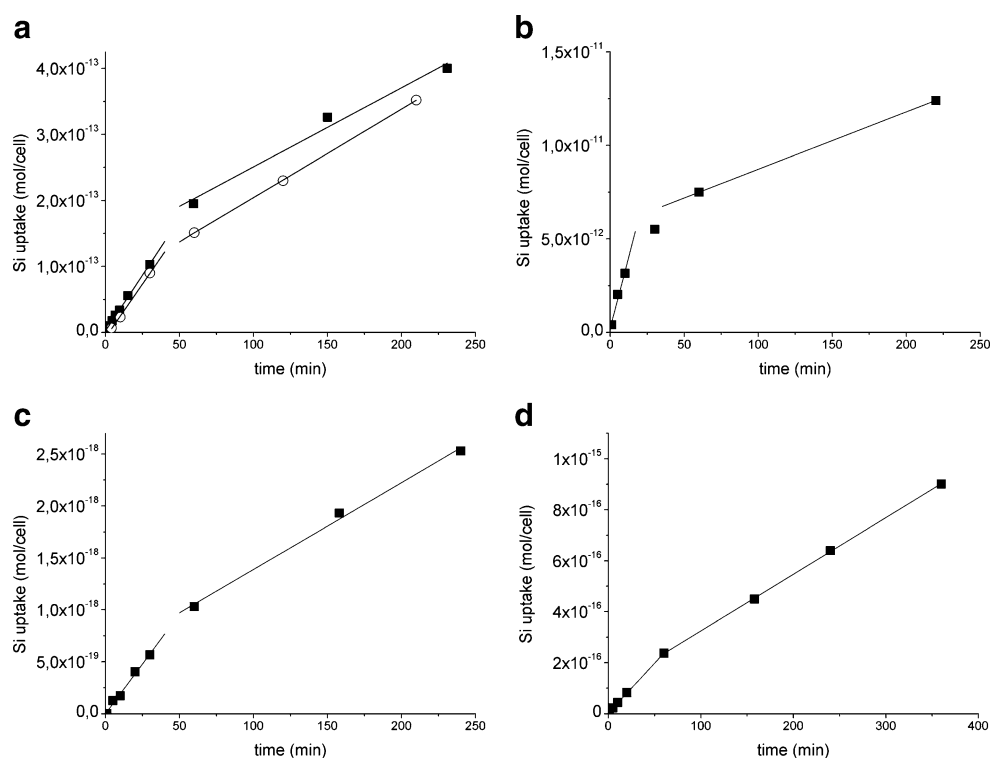 a
4,0x10⁻¹³
3,0x10⁻¹³
2,0x10⁻¹³
1,0x10⁻¹³
0,0
Si uptake (mol/cell)
0 50 100 150 200 250
time (min)
b
1,5x10⁻¹¹
1,0x10⁻¹¹
5,0x10⁻¹²
0,0
Si uptake (mol/cell)
0 50 100 150 200 250
time (min)
c
2,5x10⁻¹⁸
2,0x10⁻¹⁸
1,5x10⁻¹⁸
1,0x10⁻¹⁸
5,0x10⁻¹⁹
0,0
Si uptake (mol/cell)
0 50 100 150 200 250
time (min)
d
1x10⁻¹⁵
8x10⁻¹⁶
6x10⁻¹⁶
4x10⁻¹⁶
2x10⁻¹⁶
0
Si uptake (mol/cell)
0 100 200 300 400
time (min)